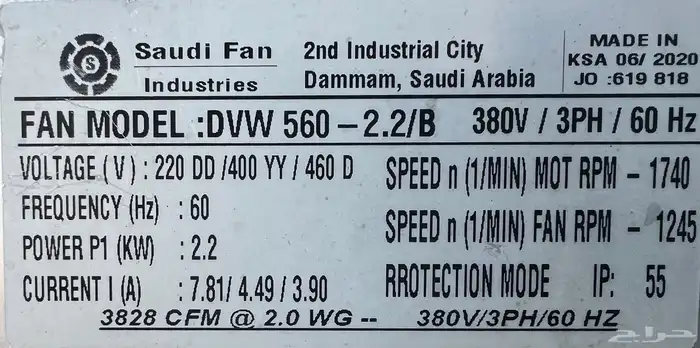 Saudi Fan
Industries
S
2nd Industrial City
Dammam, Saudi Arabia
MADE IN
KSA 06/ 2020
JO :619 818
FAN MODEL :DVW 560 - 2.2/B 380V / 3PH / 60 Hz
VOLTAGE (V) : 220 DD /400 YY / 460 D
FREQUENCY (Hz) : 60
POWER P1 (KW) : 2.2
CURRENT I (A) : 7.81/ 4.49 / 3.90
SPEED n (1/MIN) MOT RPM - 1740
SPEED n (1/MIN) FAN RPM - 1245
RROTECTION MODE IP: 55
3828 CFM @ 2.0 WG -- 380V/3PH/60 HZ
حراج